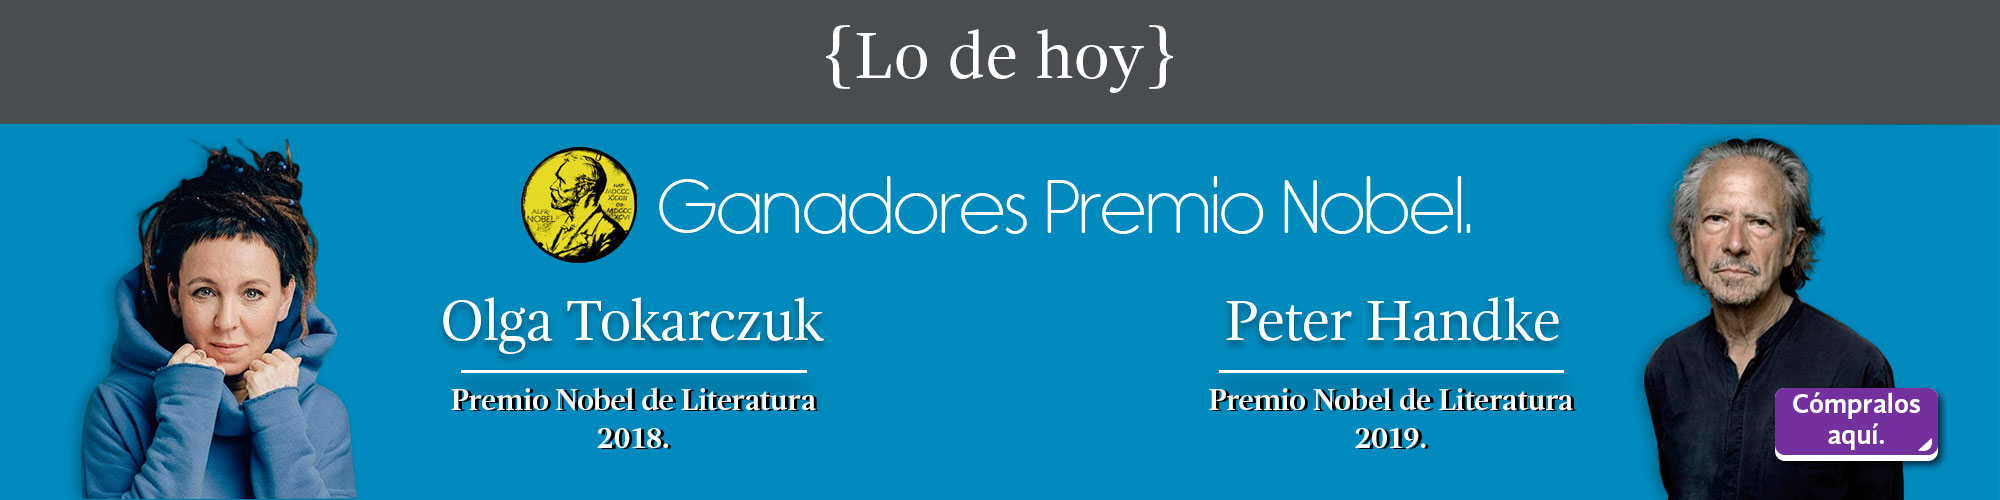 {Lo de hoy}
Ganadores Premio Nobel.
Olga Tokarczuk
Premio Nobel de Literatura
2018.
Peter Handke
Premio Nobel de Literatura
2019.
Cómpralos
aquí.